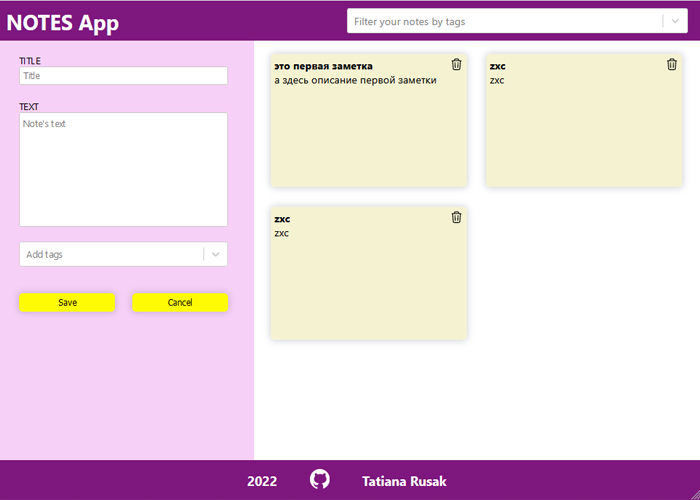 NOTES App
Filter your notes by tags
TITLE
Title
TEXT
Note's text
Add tags
Save
Cancel
это первая заметка
а здесь описание первой заметки
zxc
zxc
zxc
zxc
2022
Tatiana Rusak